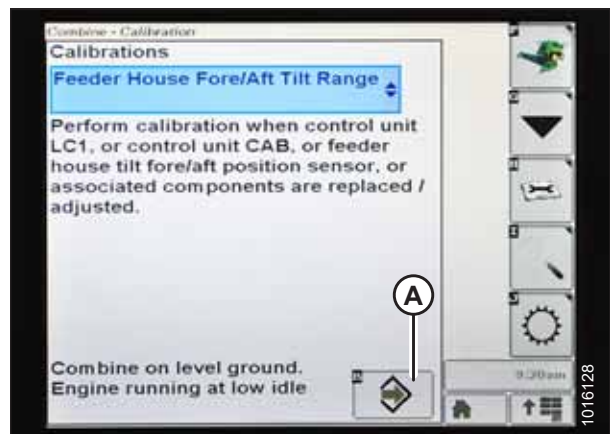 Combine - Calibration
Calibrations
Feeder House Fore/Aft Tilt Range
Perform calibration when control unit
LC1, or control unit CAB, or feeder
house tilt fore/aft position sensor, or
associated components are replaced /
adjusted.
A
Combine on level ground.
Engine running at low idle
1016128